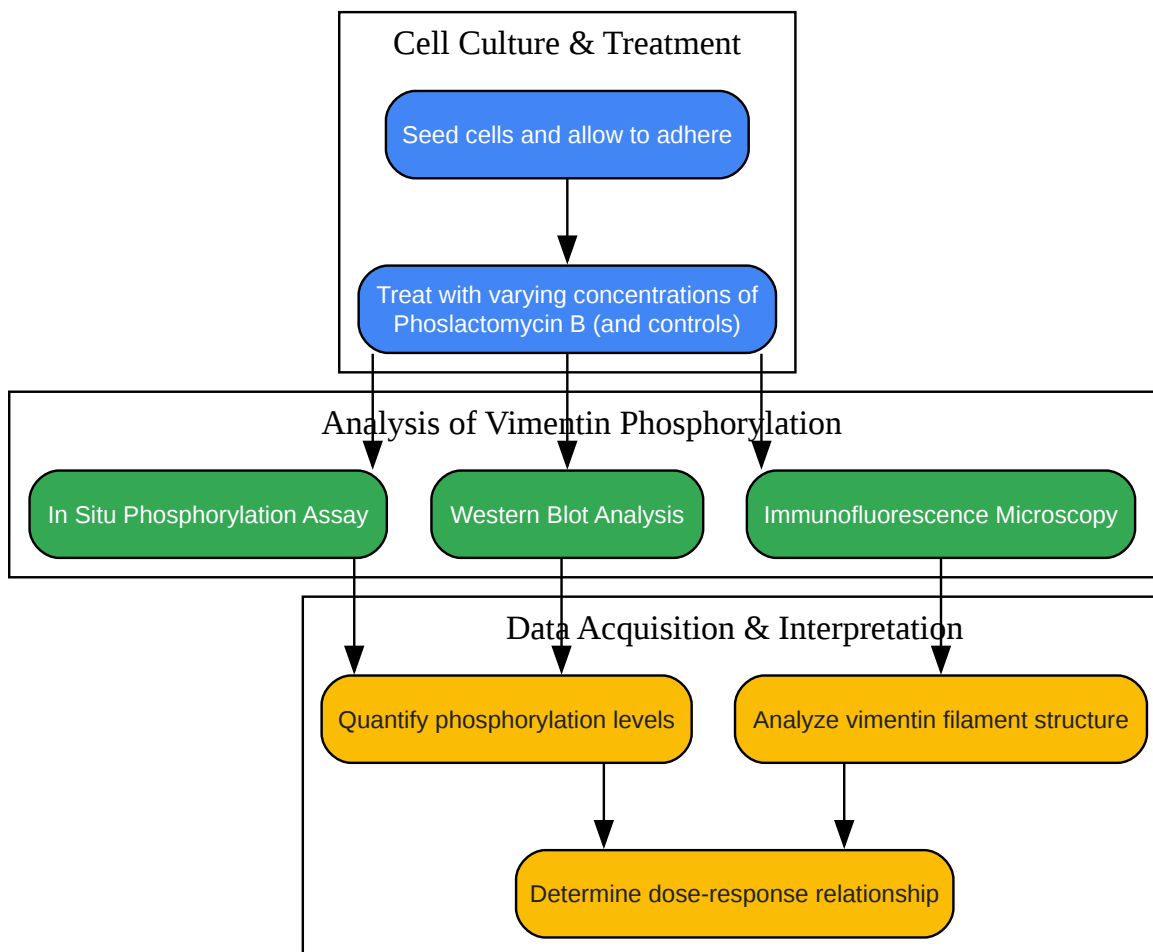 Cell Culture & Treatment
Seed cells and allow to adhere
Treat with varying concentrations of
Phoslactomycin B (and controls)
Analysis of Vimentin Phosphorylation
In Situ Phosphorylation Assay
Western Blot Analysis
Immunofluorescence Microscopy
Data Acquisition & Interpretation
Quantify phosphorylation levels
Analyze vimentin filament structure
Determine dose-response relationship